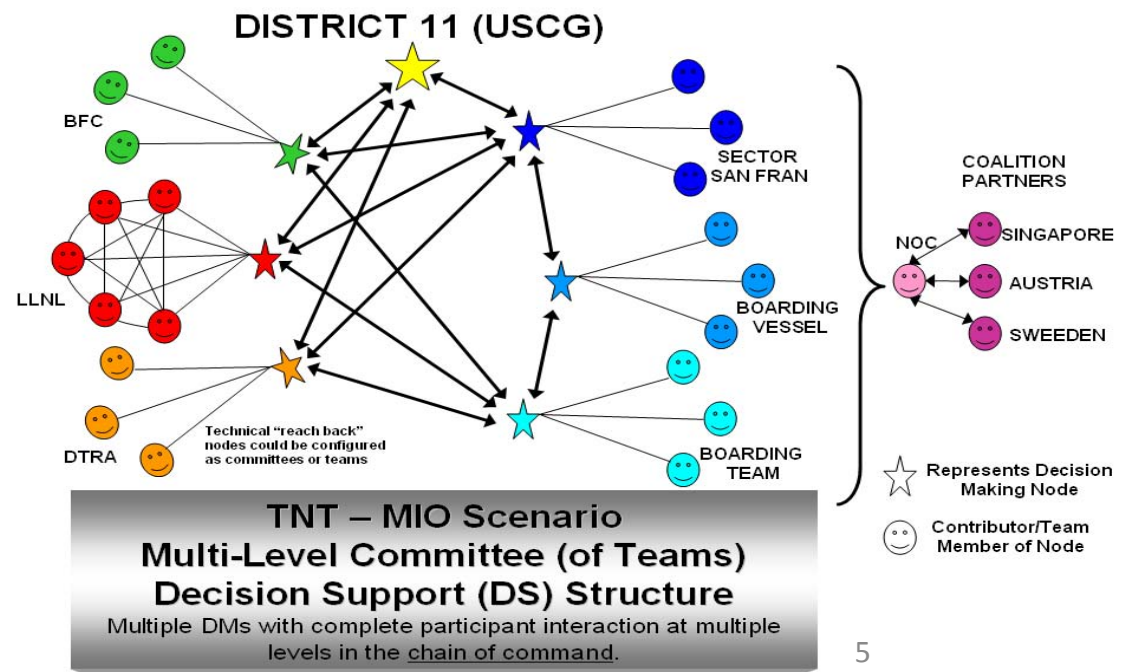 DISTRICT 11 (USCG)
BFC
LLNL
DTRA
Technical “reach back”
nodes could be configured
as committees or teams
SECTOR
SAN FRAN
BOARDING
VESSEL
BOARDING
TEAM
COALITION
PARTNERS
NOC
SINGAPORE
AUSTRIA
SWEEDEN
Represents Decision
Making Node
Contributor/Team
Member of Node
TNT – MIO Scenario
Multi-Level Committee (of Teams)
Decision Support (DS) Structure
Multiple DMs with complete participant interaction at multiple
levels in the chain of command.
5